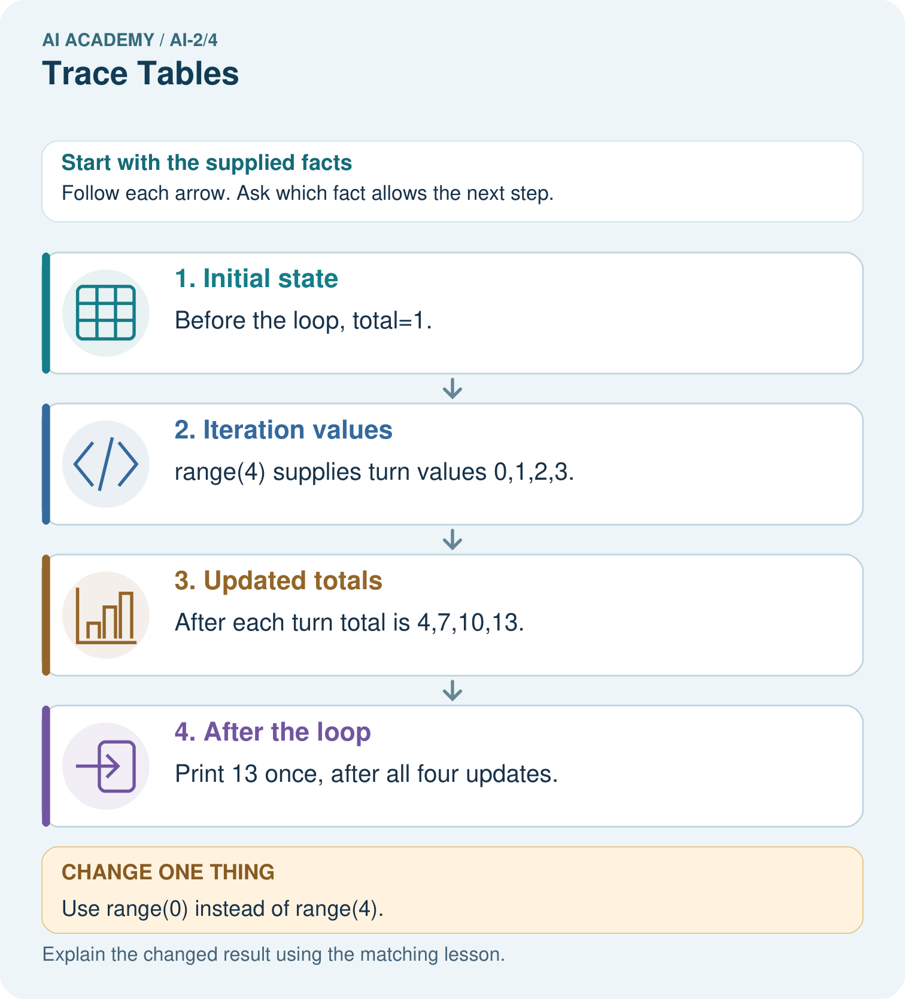 AI ACADEMY / AI-2/4
Trace Tables
Start with the supplied facts
Follow each arrow. Ask which fact allows the next step.
1. Initial state
Before the loop, total=1.
2. Iteration values
range(4) supplies turn values 0,1,2,3.
3. Updated totals
After each turn total is 4,7,10,13.
4. After the loop
Print 13 once, after all four updates.
CHANGE ONE THING
Use range(0) instead of range(4).
Explain the changed result using the matching lesson.